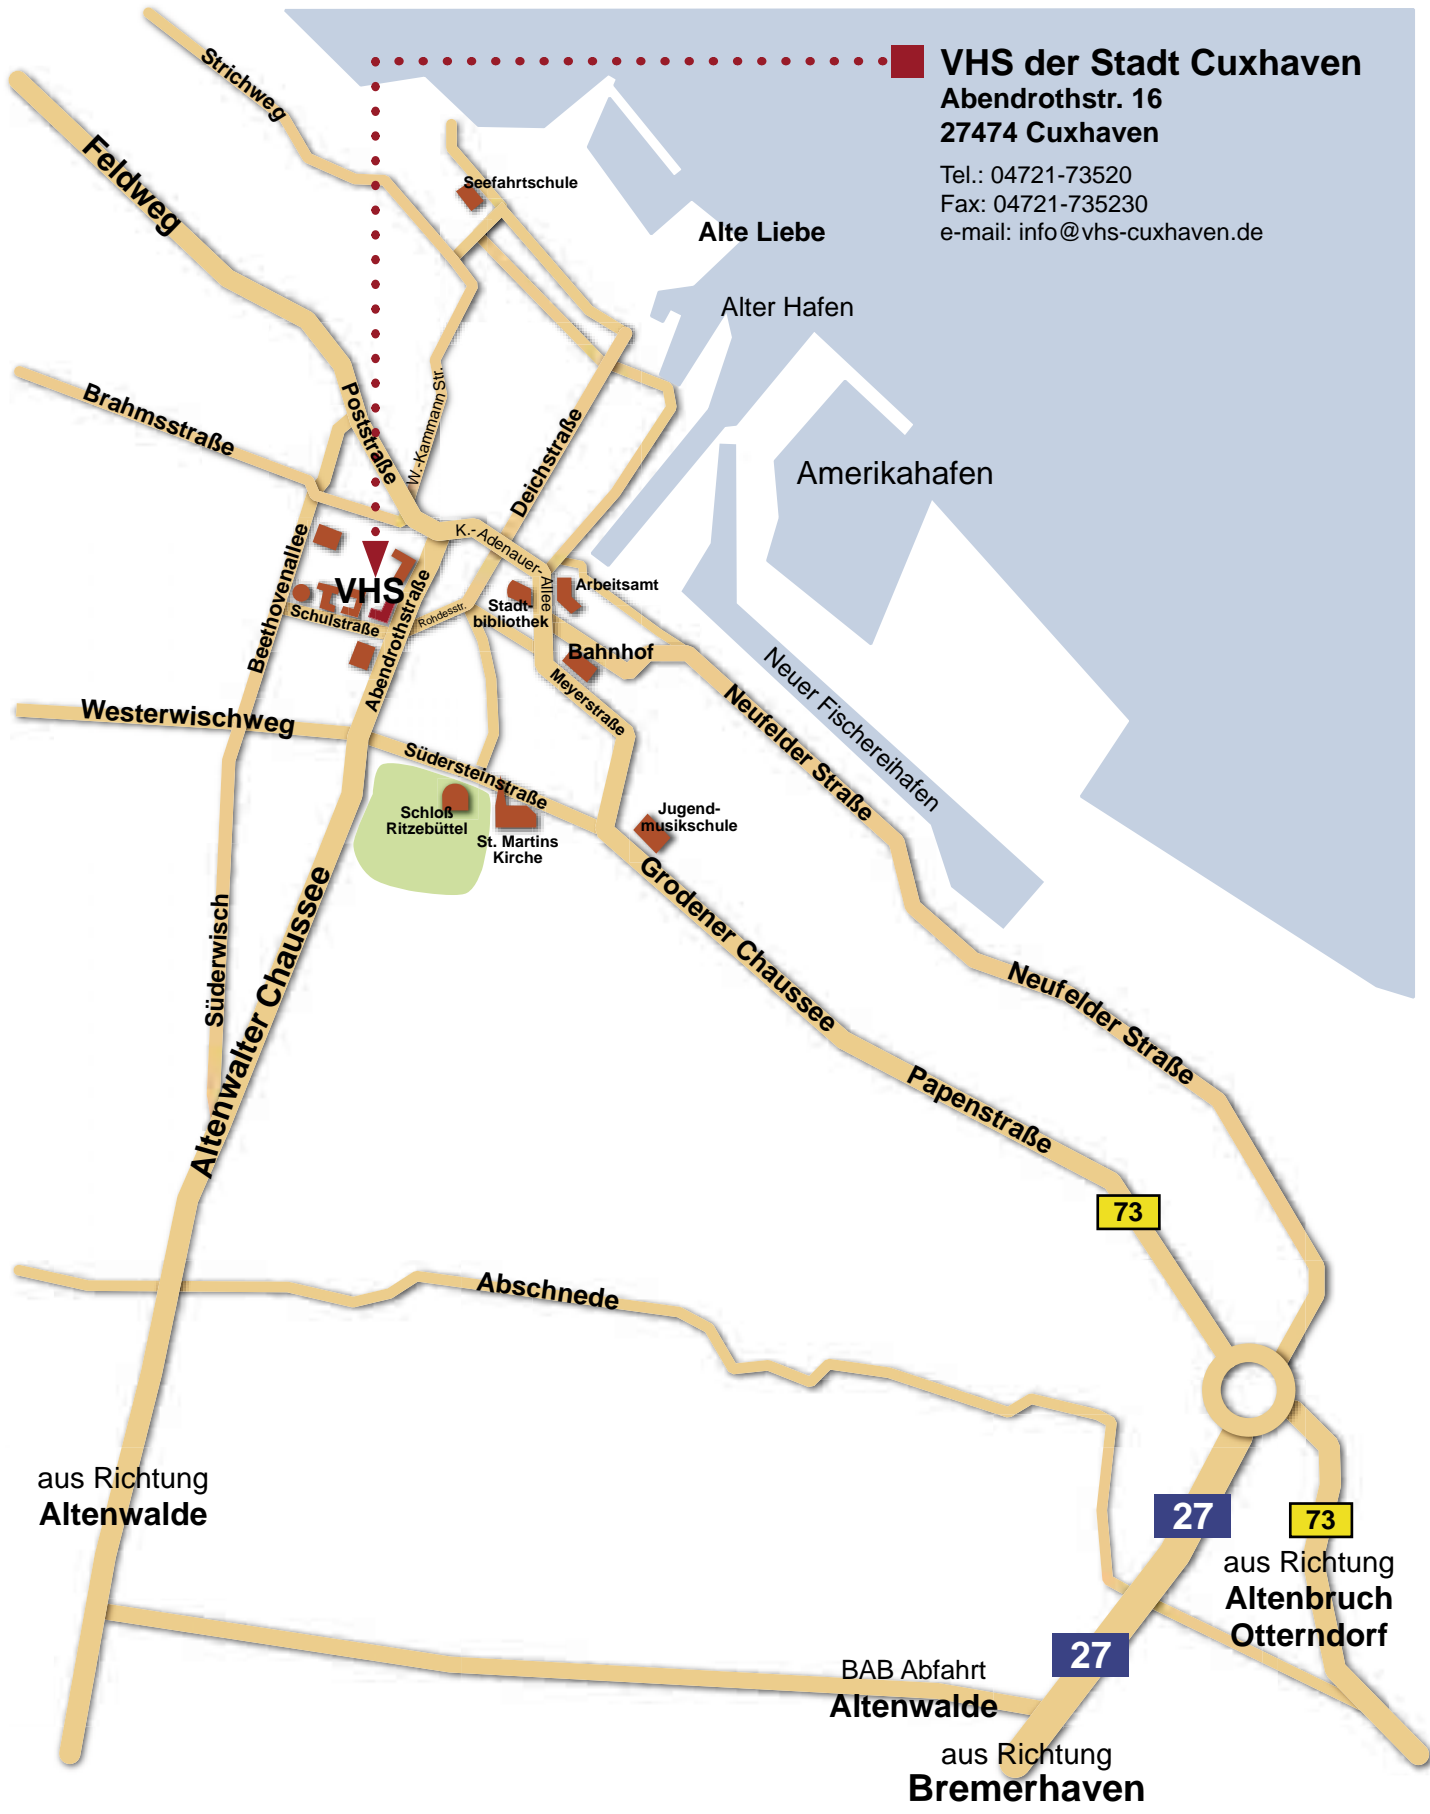 VHS der Stadt Cuxhaven
Abendrothstr. 16
27474 Cuxhaven
Tel.: 04721-73520
Fax: 04721-735230
e-mail: info@vhs-cuxhaven.de
Strichweg
Feldweg
Seefahrtschule
Alte Liebe
Alter Hafen
Brahmsstraße
Poststraße
W.-Kammann Str.
Deichstraße
Amerikahafen
K.-Adenauer-Allee
Beethovenallee
VHS
Schulstraße
Abendrothstraße
Rohdesstr.
Stadt-
bibliothek
Arbeitsamt
Bahnhof
Meyerstraße
Neuer Fischereihafen
Neufelder Straße
Westerwischweg
Südersteinstraße
Schloß
Ritzebüttel
St. Martins
Kirche
Jugend-
musikschule
Grodener Chaussee
Süderwisch
Altenwalter Chaussee
Neufelder Straße
Papenstraße
73
Abschnede
aus Richtung
Altenwalde
27
73
aus Richtung
Altenbruch
Otterndorf
27
BAB Abfahrt
Altenwalde
aus Richtung
Bremerhaven